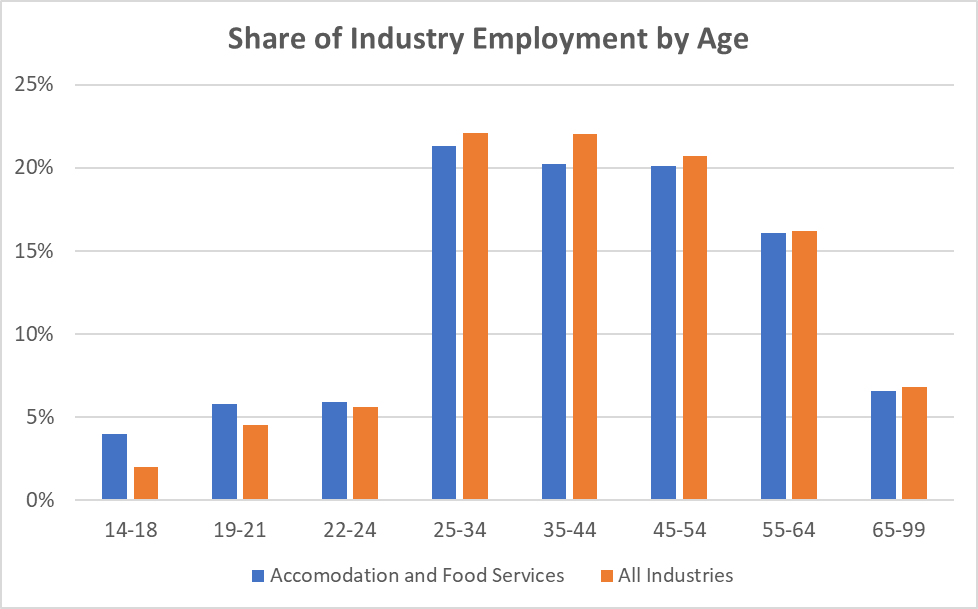 Share of Industry Employment by Age
25%
20%
15%
10%
5%
0%
14-18 19-21 22-24 25-34 35-44 45-54 55-64 65-99
Accomodation and Food Services All Industries